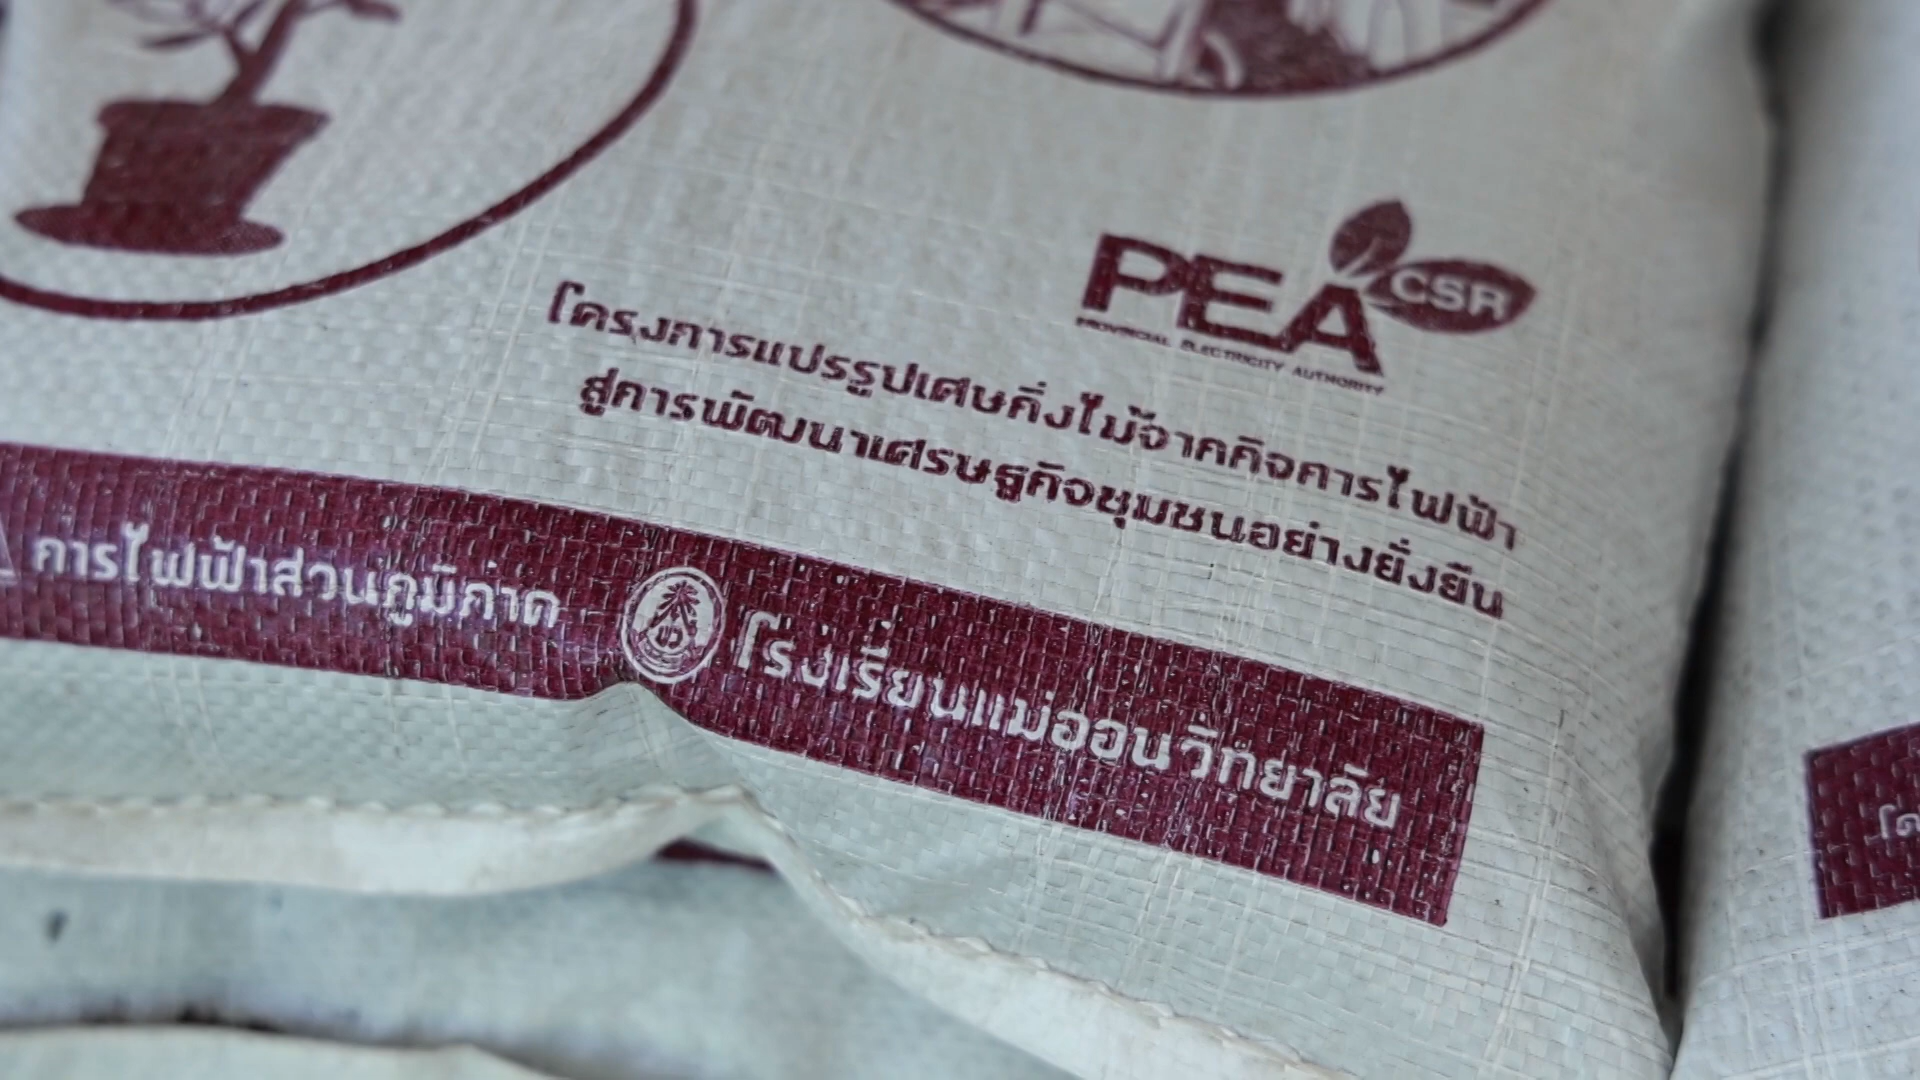 PEA CSR
PROVINCIAL ELECTRICITY AUTHORITY
โครงการแปรรูปเศษกิ่งไม้จากกิจการไฟฟ้า
สู่การพัฒนาเศรษฐกิจชุมชนอย่างยั่งยืน
การไฟฟ้าส่วนภูมิภาค
โรงเรียนแม่ออนวิทยาลัย